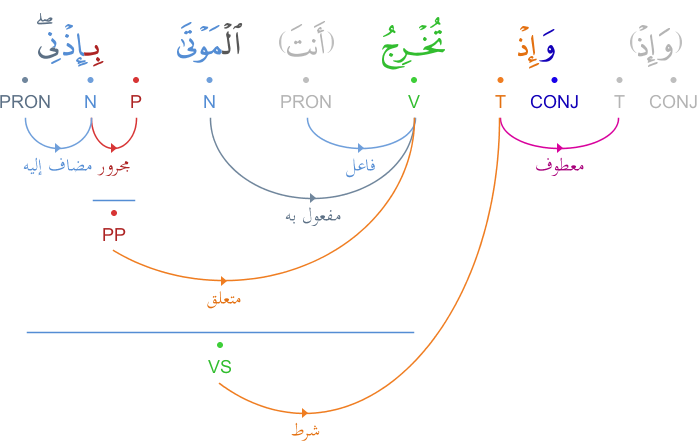 (وَإِذْ) وَإِذْ تُخْرِجُ (أَنتَ) ٱلْمَوْتَىٰ بِإِذْنِى ۖ
PRON N P N PRON V T CONJ T CONJ
مضاف إليه مجرور فاعل معطوف
مفعول به
PP
متعلق
VS
شرط